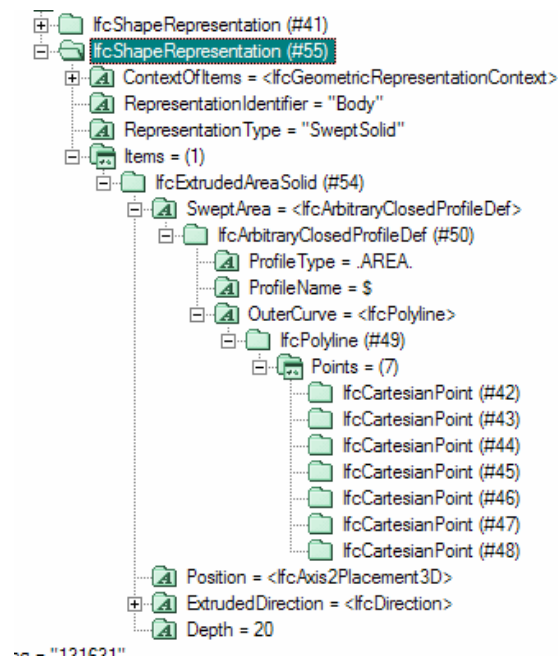 IfcShapeRepresentation (#41)
IfcShapeRepresentation (#55)
ContextOfItems = <IfcGeometricRepresentationContext>
RepresentationIdentifier = "Body"
RepresentationType = "SweptSolid"
Items = (1)
IfcExtrudedAreaSolid (#54)
SweptArea = <IfcArbitraryClosedProfileDef>
IfcArbitraryClosedProfileDef (#50)
ProfileType = .AREA.
ProfileName = $
OuterCurve = <IfcPolyline>
IfcPolyline (#49)
Points = (7)
IfcCartesianPoint (#42)
IfcCartesianPoint (#43)
IfcCartesianPoint (#44)
IfcCartesianPoint (#45)
IfcCartesianPoint (#46)
IfcCartesianPoint (#47)
IfcCartesianPoint (#48)
Position = <IfcAxis2Placement3D>
ExtrudedDirection = <IfcDirection>
Depth = 20
= "131631"